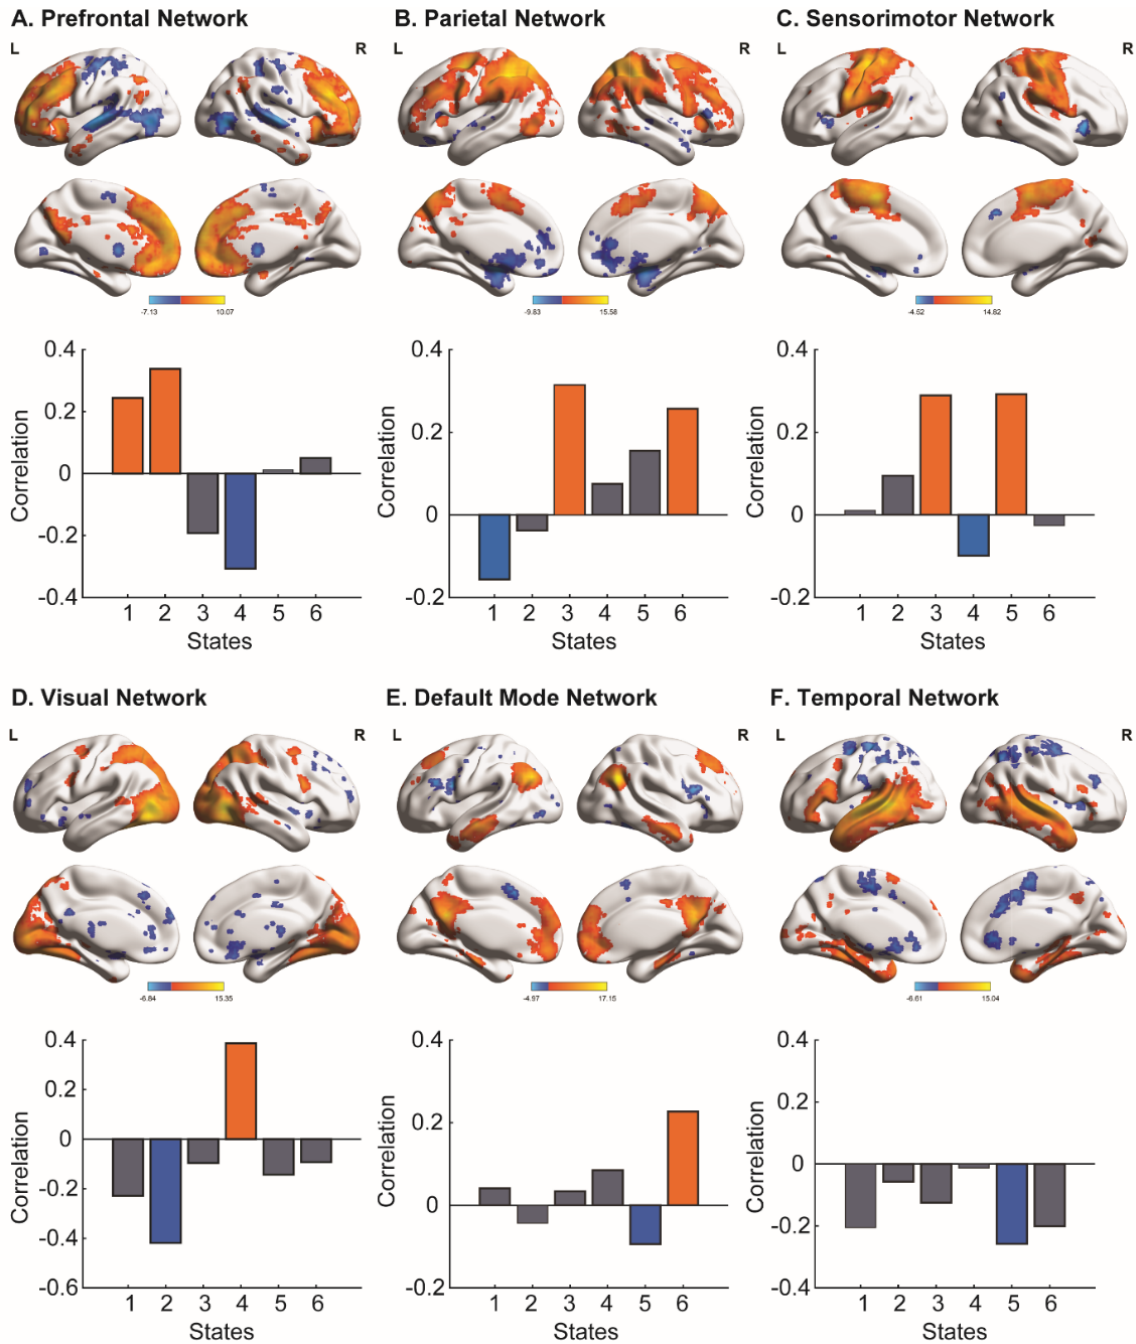 A. Prefrontal Network
L R
-7.13 10.07
0.4
0.2
0
-0.2
-0.4
Correlation
1 2 3 4 5 6
States
B. Parietal Network
L R
-9.83 15.58
0.4
0.2
0
-0.2
Correlation
1 2 3 4 5 6
States
C. Sensorimotor Network
L R
-4.52 14.82
0.4
0.2
0
-0.2
Correlation
1 2 3 4 5 6
States
D. Visual Network
L R
-6.84 15.35
0.4
0.2
0
-0.2
-0.4
-0.6
Correlation
1 2 3 4 5 6
States
E. Default Mode Network
L R
-4.97 17.15
0.4
0.2
0
-0.2
Correlation
1 2 3 4 5 6
States
F. Temporal Network
L R
-6.61 15.04
0.4
0.2
0
-0.2
-0.4
Correlation
1 2 3 4 5 6
States